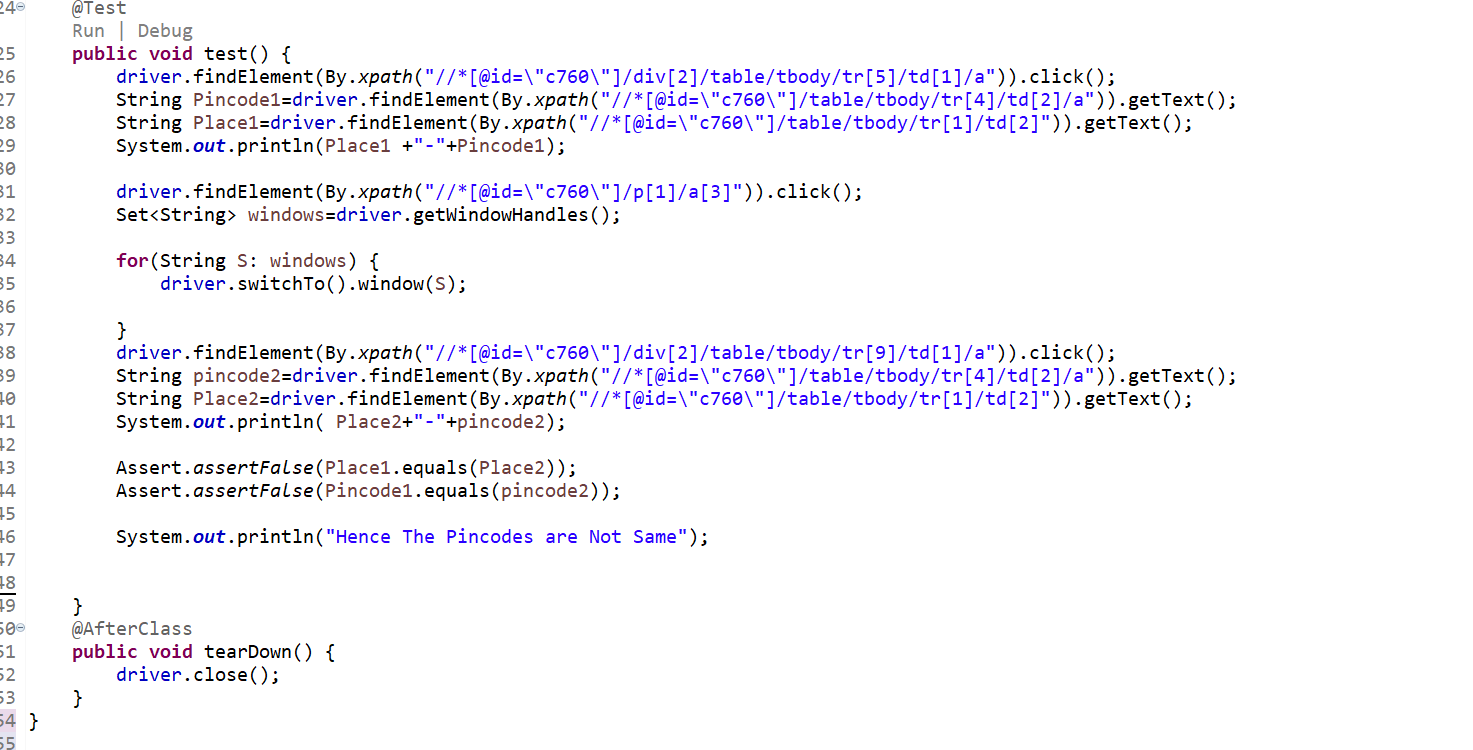 24 @Test
Run | Debug
25 public void test() {
26 driver.findElement(By.xpath("//*[@id=\"c760\"]/div[2]/table/tbody/tr[5]/td[1]/a")).click();
27 String Pincode1=driver.findElement(By.xpath("//*[@id=\"c760\"]/table/tbody/tr[4]/td[2]/a")).getText();
28 String Place1=driver.findElement(By.xpath("//*[@id=\"c760\"]/table/tbody/tr[1]/td[2]")).getText();
29 System.out.println(Place1 +"-"+Pincode1);
30
31 driver.findElement(By.xpath("//*[@id=\"c760\"]/p[1]/a[3]")).click();
32 Set<String> windows=driver.getWindowHandles();
33
34 for(String S: windows) {
35 driver.switchTo().window(S);
36
37 }
38 driver.findElement(By.xpath("//*[@id=\"c760\"]/div[2]/table/tbody/tr[9]/td[1]/a")).click();
39 String pincode2=driver.findElement(By.xpath("//*[@id=\"c760\"]/table/tbody/tr[4]/td[2]/a")).getText();
40 String Place2=driver.findElement(By.xpath("//*[@id=\"c760\"]/table/tbody/tr[1]/td[2]")).getText();
41 System.out.println( Place2+"-"+pincode2);
42
43 Assert.assertFalse(Place1.equals(Place2));
44 Assert.assertFalse(Pincode1.equals(pincode2));
45
46 System.out.println("Hence The Pincodes are Not Same");
47
48
49 }
50 @AfterClass
51 public void tearDown() {
52 driver.close();
53 }
54 }
55